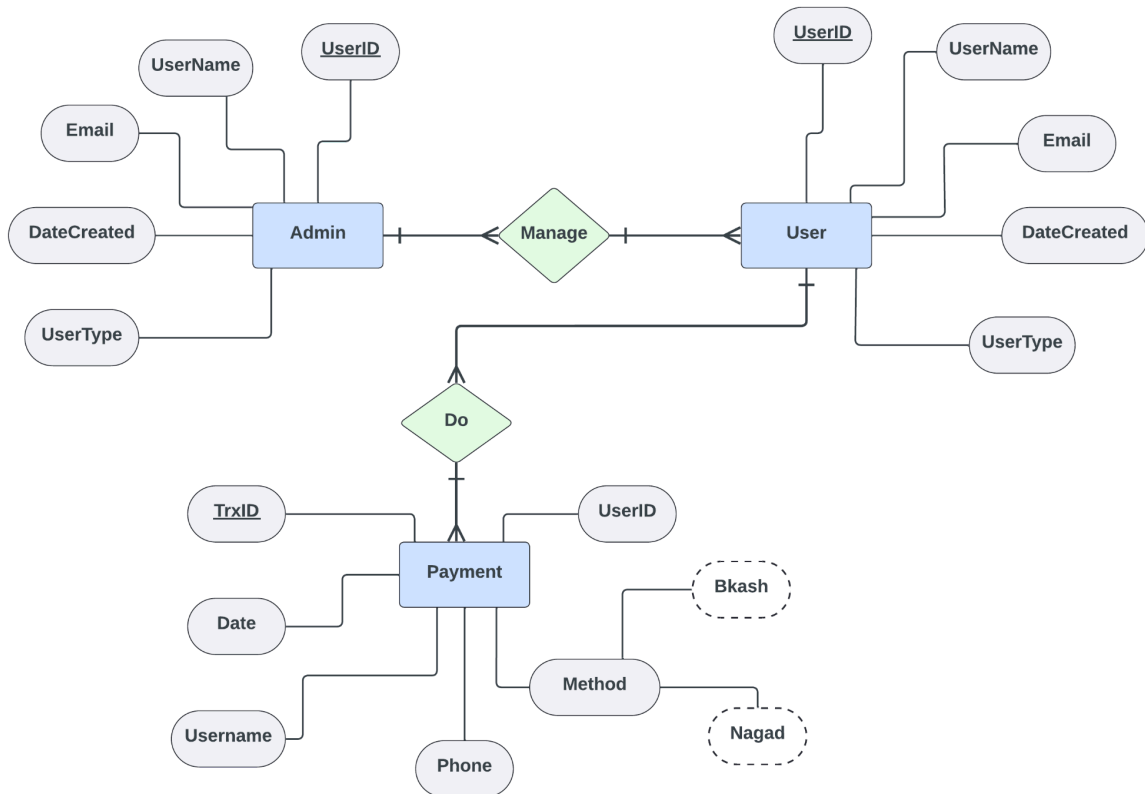 UserID
UserName
Email
DateCreated
UserType
Admin
Manage
User
UserID
UserName
Email
DateCreated
UserType
Do
TrxID
UserID
Payment
Date
Username
Phone
Method
Bkash
Nagad